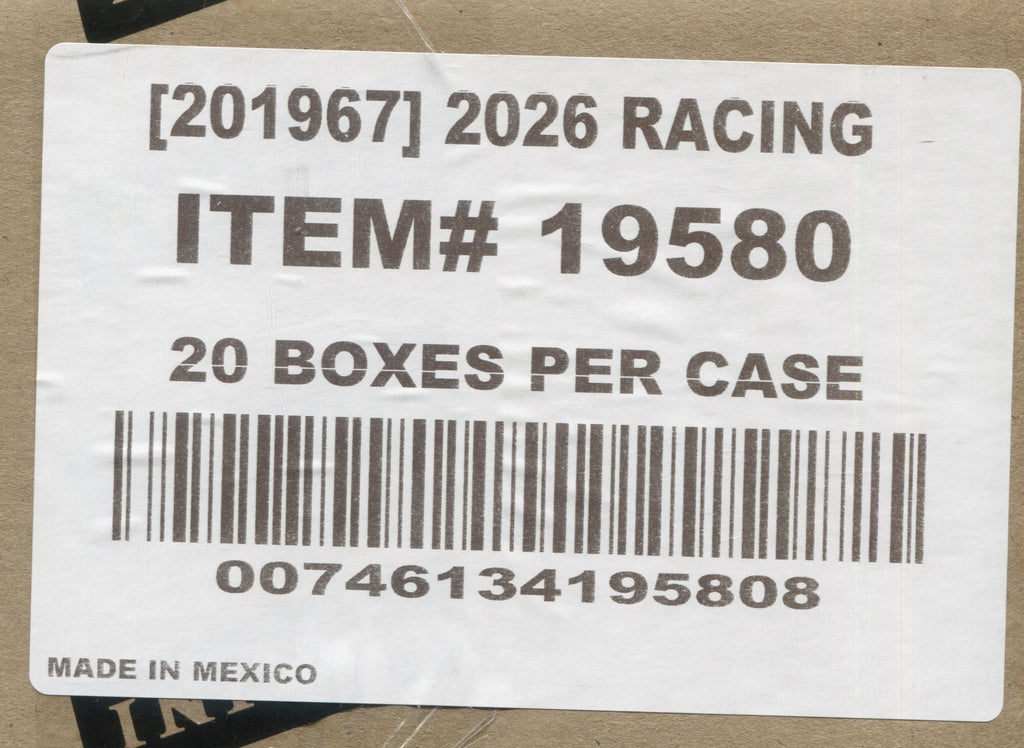 [201967] 2026 RACING
ITEM# 19580
20 BOXES PER CASE
00746134195808
MADE IN MEXICO